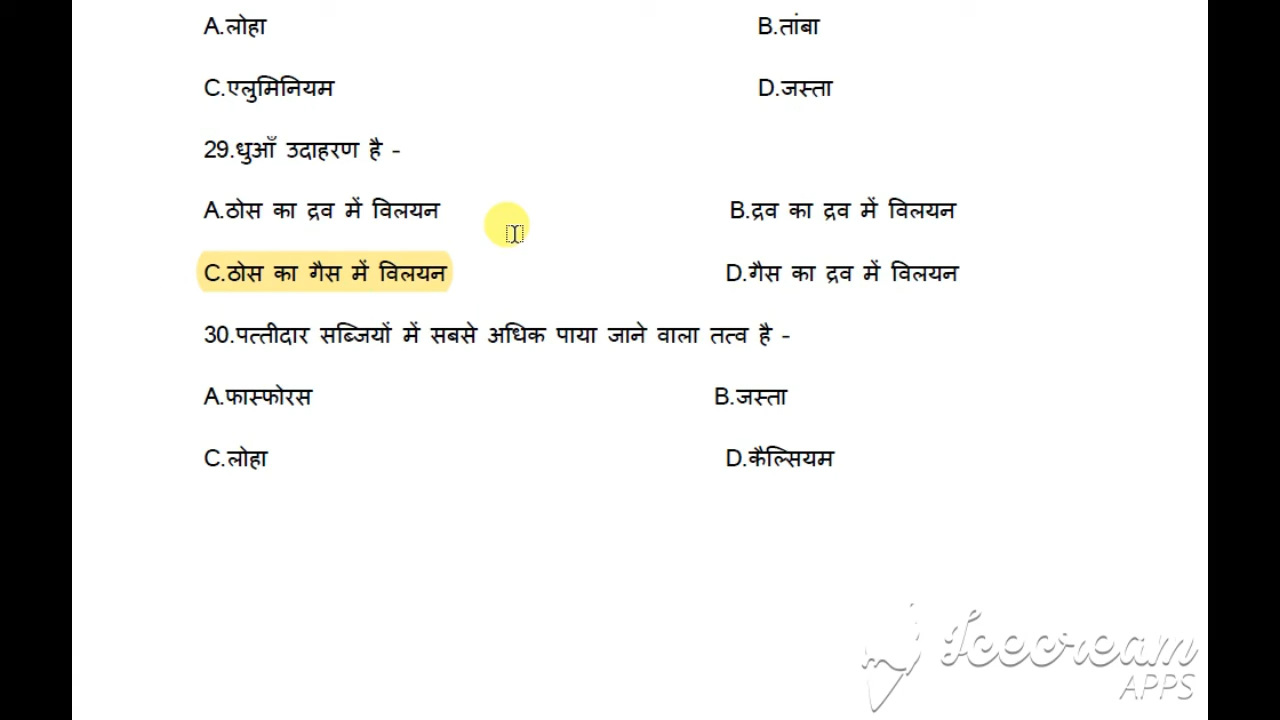 A.लोहा B.तांबा
C.एलुमिनियम D.जस्ता
29.धुआँ उदाहरण है -
A.ठोस का द्रव में विलयन B.द्रव का द्रव में विलयन
C.ठोस का गैस में विलयन D.गैस का द्रव में विलयन
30.पत्तीदार सब्जियों में सबसे अधिक पाया जाने वाला तत्व है -
A.फास्फोरस B.जस्ता
C.लोहा D.कैल्सियम
Icecream
APPS